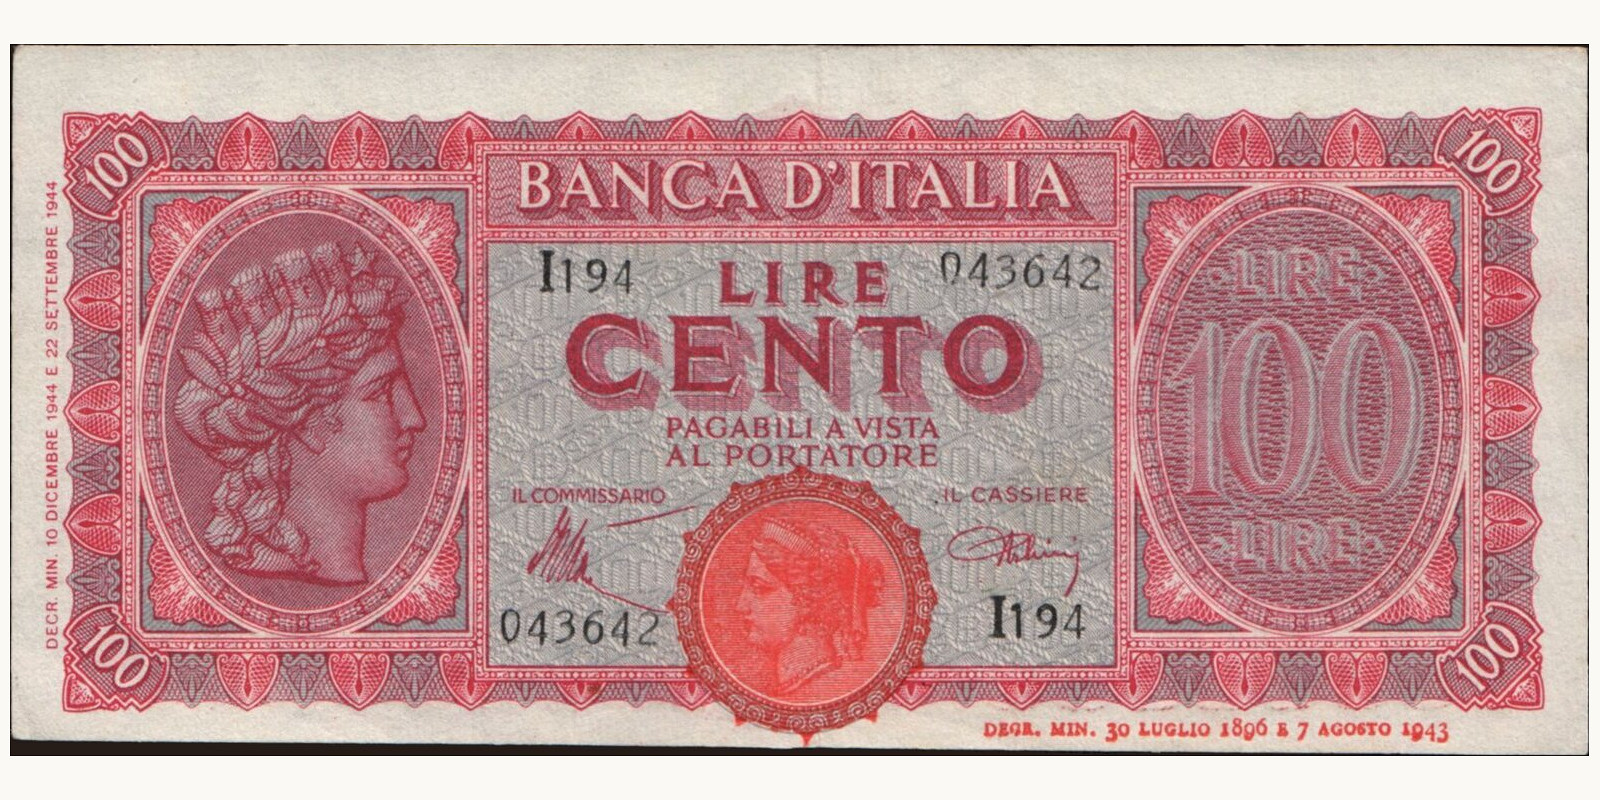 100
100
BANCA D'ITALIA
I194
043642
LIRE
CENTO
PAGABILI A VISTA
AL PORTATORE
IL COMMISSARIO
IL CASSIERE
043642
I194
LIRE
100
LIRE
100
100
DECR. MIN. 10 DICEMBRE 1944 E 22 SETTEMBRE 1944
DECR. MIN. 30 LUGLIO 1896 E 7 AGOSTO 1943